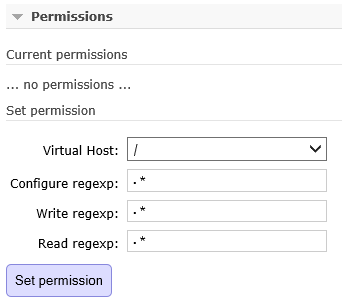 Permissions
Current permissions
... no permissions ...
Set permission
Virtual Host: /
Configure regexp: .*
Write regexp: .*
Read regexp: .*
Set permission